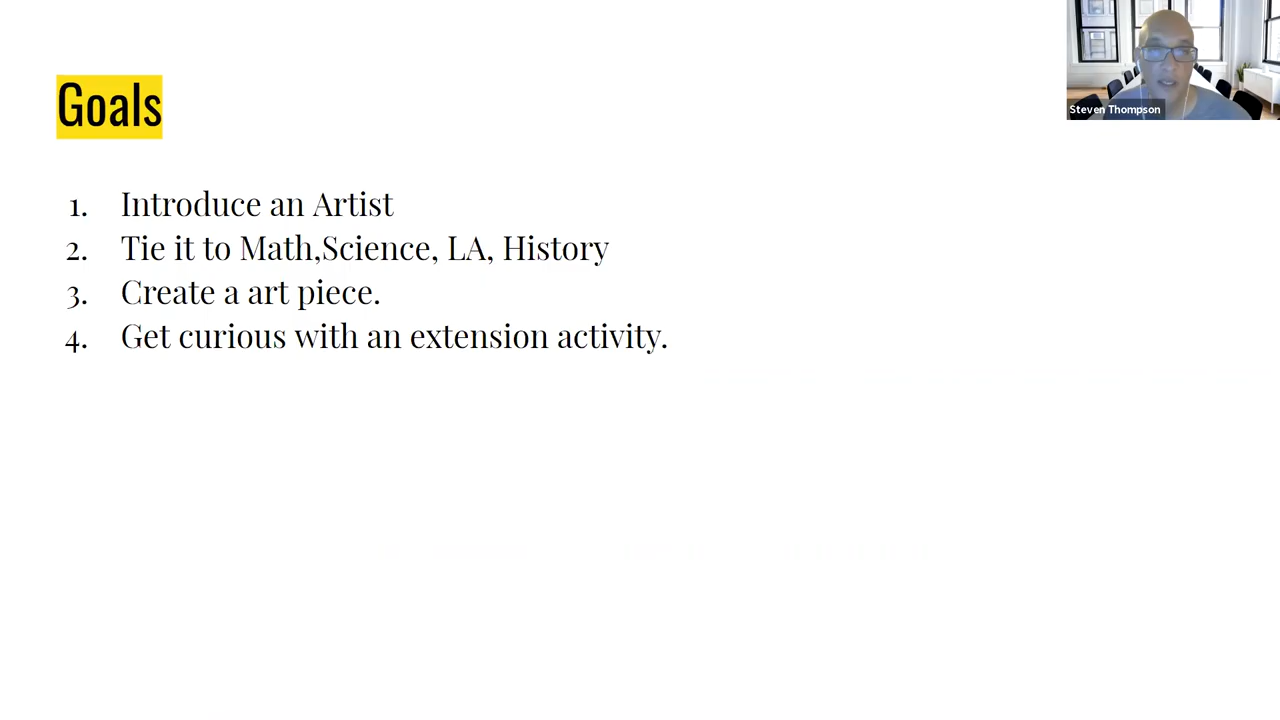 Goals
1. Introduce an Artist
2. Tie it to Math,Science, LA, History
3. Create a art piece.
4. Get curious with an extension activity.
Steven Thompson